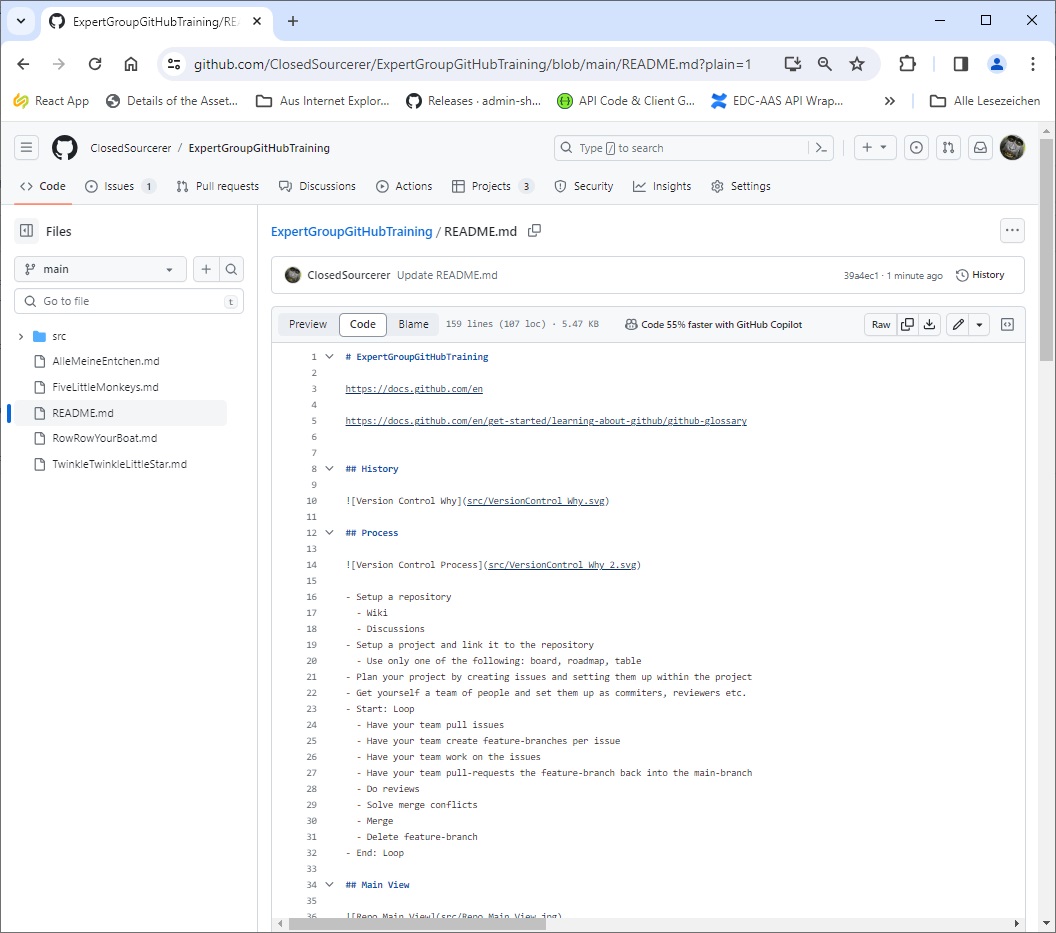 ExpertGroupGitHubTraining/RE
github.com/ClosedSourcerer/ExpertGroupGitHubTraining/blob/main/README.md?plain=1
React App Details of the Asset... Aus Internet Explor... Releases · admin-sh... API Code & Client G... EDC-AAS API Wrap... » Alle Lesezeichen
ClosedSourcerer / ExpertGroupGitHubTraining Type / to search
Code Issues 1 Pull requests Discussions Actions Projects 3 Security Insights Settings
Files
main
Go to file t
src
AlleMeineEntchen.md
FiveLittleMonkeys.md
README.md
RowRowYourBoat.md
TwinkleTwinkleLittleStar.md
ExpertGroupGitHubTraining / README.md
ClosedSourcerer Update README.md 39a4ec1 · 1 minute ago History
Preview Code Blame 159 lines (107 loc) · 5.47 KB Code 55% faster with GitHub Copilot Raw
1 # ExpertGroupGitHubTraining
2
3 https://docs.github.com/en
4
5 https://docs.github.com/en/get-started/learning-about-github/github-glossary
6
7
8 ## History
9
10 ![Version Control Why](src/VersionControl_Why.svg)
11
12 ## Process
13
14 ![Version Control Process](src/VersionControl_Why_2.svg)
15
16 - Setup a repository
17 - Wiki
18 - Discussions
19 - Setup a project and link it to the repository
20 - Use only one of the following: board, roadmap, table
21 - Plan your project by creating issues and setting them up within the project
22 - Get yourself a team of people and set them up as commiters, reviewers etc.
23 - Start: Loop
24 - Have your team pull issues
25 - Have your team create feature-branches per issue
26 - Have your team work on the issues
27 - Have your team pull-requests the feature-branch back into the main-branch
28 - Do reviews
29 - Solve merge conflicts
30 - Merge
31 - Delete feature-branch
32 - End: Loop
33
34 ## Main View
35
36 ![Repo Main View](src/Repo_Main_View.jpg)